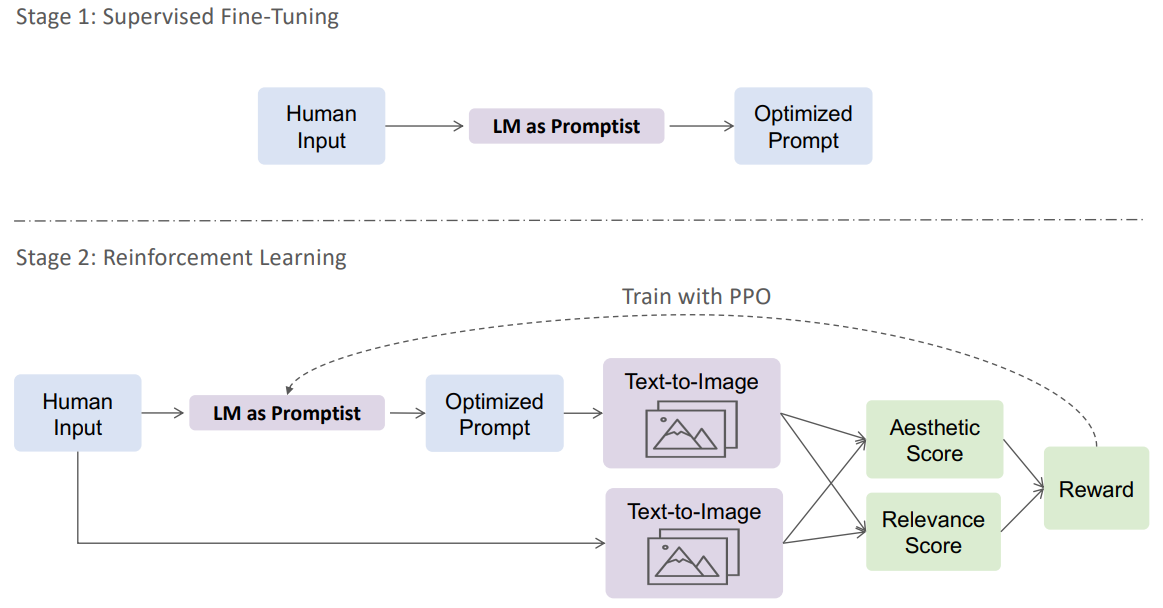 Stage 1: Supervised Fine-Tuning
Human
Input
LM as Promptist
Optimized
Prompt
Stage 2: Reinforcement Learning
Train with PPO
Human
Input
LM as Promptist
Optimized
Prompt
Text-to-Image
Text-to-Image
Aesthetic
Score
Relevance
Score
Reward